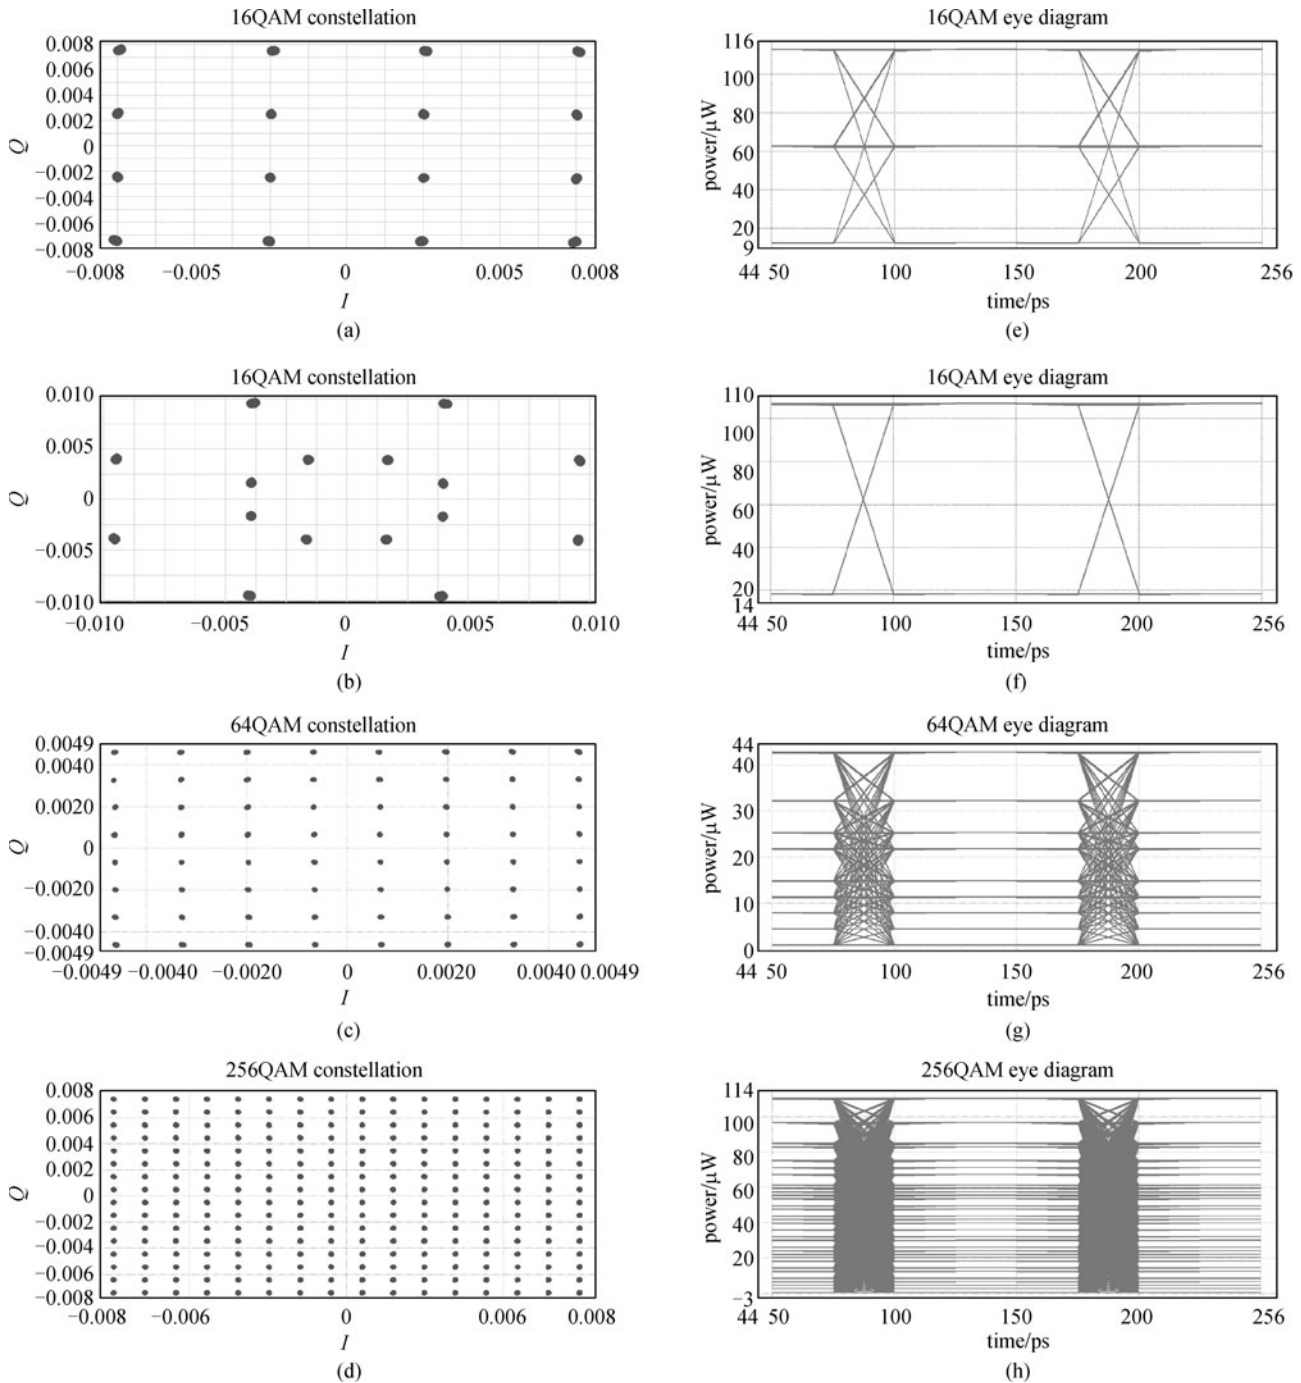 16QAM constellation
0.008
0.006
0.004
0.002
0
−0.002
−0.004
−0.006
−0.008
Q
−0.008 −0.005 0 0.005 0.008
I
(a)
16QAM eye diagram
116
100
80
60
40
20
9
power/μW
44 50 100 150 200 256
time/ps
(e)
16QAM constellation
0.010
0.005
0
−0.005
−0.010
Q
−0.010 −0.005 0 0.005 0.010
I
(b)
16QAM eye diagram
110
100
80
60
40
20
14
power/μW
44 50 100 150 200 256
time/ps
(f)
64QAM constellation
0.0049
0.0040
0.0020
0
−0.0020
−0.0040
−0.0049
Q
−0.0049 −0.0040 −0.0020 0 0.0020 0.0040 0.0049
I
(c)
64QAM eye diagram
44
40
30
20
10
0
power/μW
44 50 100 150 200 256
time/ps
(g)
256QAM constellation
0.008
0.006
0.004
0.002
0
−0.002
−0.004
−0.006
−0.008
Q
−0.008 −0.006 0 0.006 0.008
I
(d)
256QAM eye diagram
114
100
80
60
40
20
−3
power/μW
44 50 100 150 200 256
time/ps
(h)